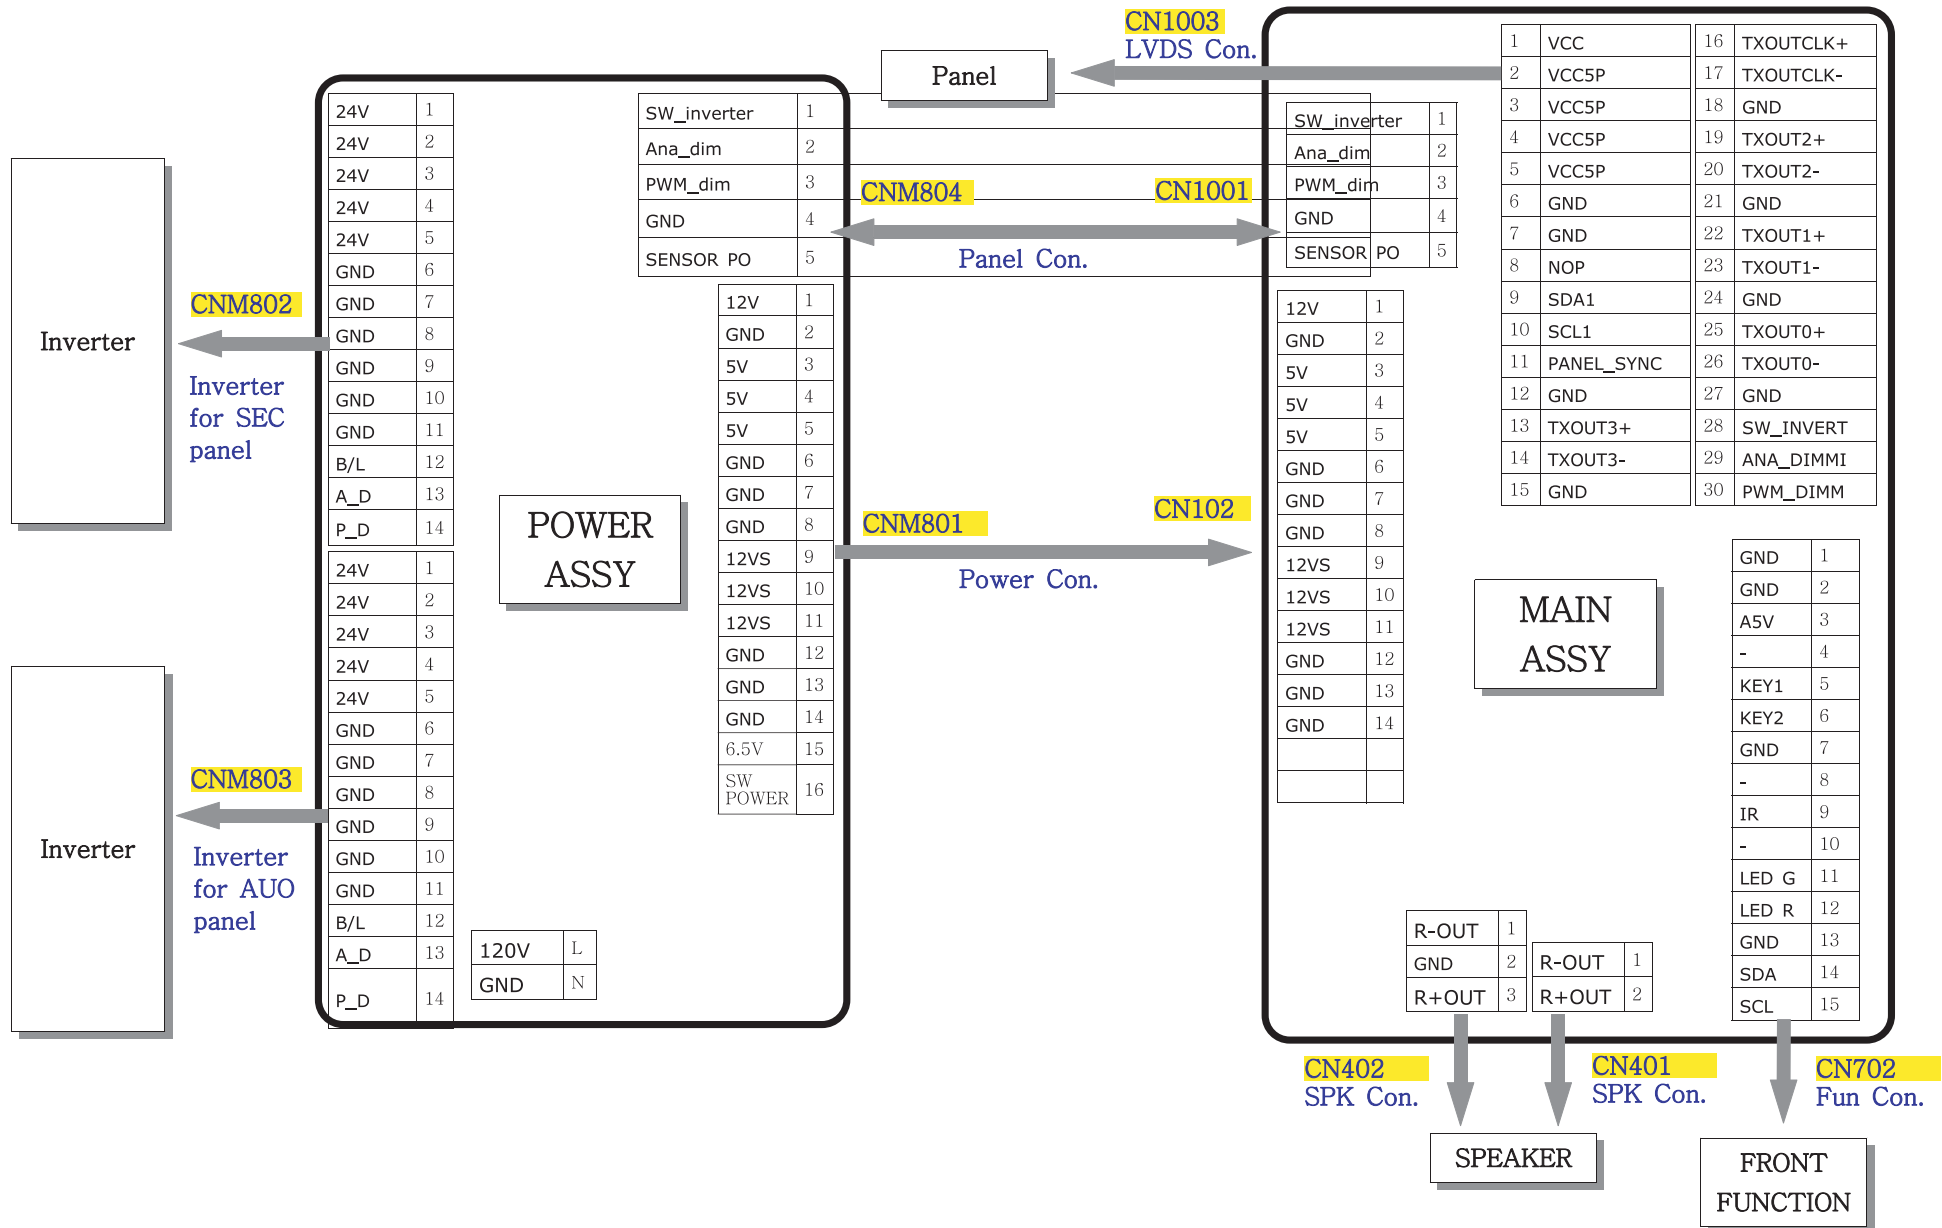 CN1003
LVDS Con.
Panel
Inverter
CNM802
Inverter
for SEC
panel
Inverter
CNM803
Inverter
for AUO
panel
24V 1
24V 2
24V 3
24V 4
24V 5
GND 6
GND 7
GND 8
GND 9
GND 10
GND 11
B/L 12
A_D 13
P_D 14
24V 1
24V 2
24V 3
24V 4
24V 5
GND 6
GND 7
GND 8
GND 9
GND 10
GND 11
B/L 12
A_D 13
P_D 14
POWER
ASSY
120V L
GND N
SW_inverter 1
Ana_dim 2
PWM_dim 3
GND 4
SENSOR PO 5
12V 1
GND 2
5V 3
5V 4
5V 5
GND 6
GND 7
GND 8
12VS 9
12VS 10
12VS 11
GND 12
GND 13
GND 14
6.5V 15
SW
POWER 16
CNM804 CN1001
Panel Con.
CNM801 CN102
Power Con.
SW_inverter 1
Ana_dim 2
PWM_dim 3
GND 4
SENSOR PO 5
12V 1
GND 2
5V 3
5V 4
5V 5
GND 6
GND 7
GND 8
12VS 9
12VS 10
12VS 11
GND 12
GND 13
GND 14
1 VCC
2 VCC5P
3 VCC5P
4 VCC5P
5 VCC5P
6 GND
7 GND
8 NOP
9 SDA1
10 SCL1
11 PANEL_SYNC
12 GND
13 TXOUT3+
14 TXOUT3-
15 GND
16 TXOUTCLK+
17 TXOUTCLK-
18 GND
19 TXOUT2+
20 TXOUT2-
21 GND
22 TXOUT1+
23 TXOUT1-
24 GND
25 TXOUT0+
26 TXOUT0-
27 GND
28 SW_INVERT
29 ANA_DIMMI
30 PWM_DIMM
MAIN
ASSY
GND 1
GND 2
A5V 3
- 4
KEY1 5
KEY2 6
GND 7
- 8
IR 9
- 10
LED G 11
LED R 12
GND 13
SDA 14
SCL 15
R-OUT 1
GND 2
R+OUT 3
R-OUT 1
R+OUT 2
CN402
SPK Con.
CN401
SPK Con.
CN702
Fun Con.
SPEAKER
FRONT
FUNCTION